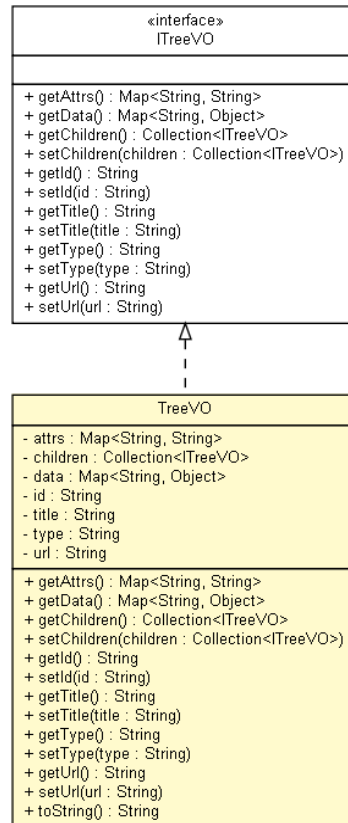 «interface»
ITreeVO
+ getAttrs() : Map<String, String>
+ getData() : Map<String, Object>
+ getChildren() : Collection<ITreeVO>
+ setChildren(children : Collection<ITreeVO>)
+ getId() : String
+ setId(id : String)
+ getTitle() : String
+ setTitle(title : String)
+ getType() : String
+ setType(type : String)
+ getUrl() : String
+ setUrl(url : String)
TreeVO
- attrs : Map<String, String>
- children : Collection<ITreeVO>
- data : Map<String, Object>
- id : String
- title : String
- type : String
- url : String
+ getAttrs() : Map<String, String>
+ getData() : Map<String, Object>
+ getChildren() : Collection<ITreeVO>
+ setChildren(children : Collection<ITreeVO>)
+ getId() : String
+ setId(id : String)
+ getTitle() : String
+ setTitle(title : String)
+ getType() : String
+ setType(type : String)
+ getUrl() : String
+ setUrl(url : String)
+ toString() : String